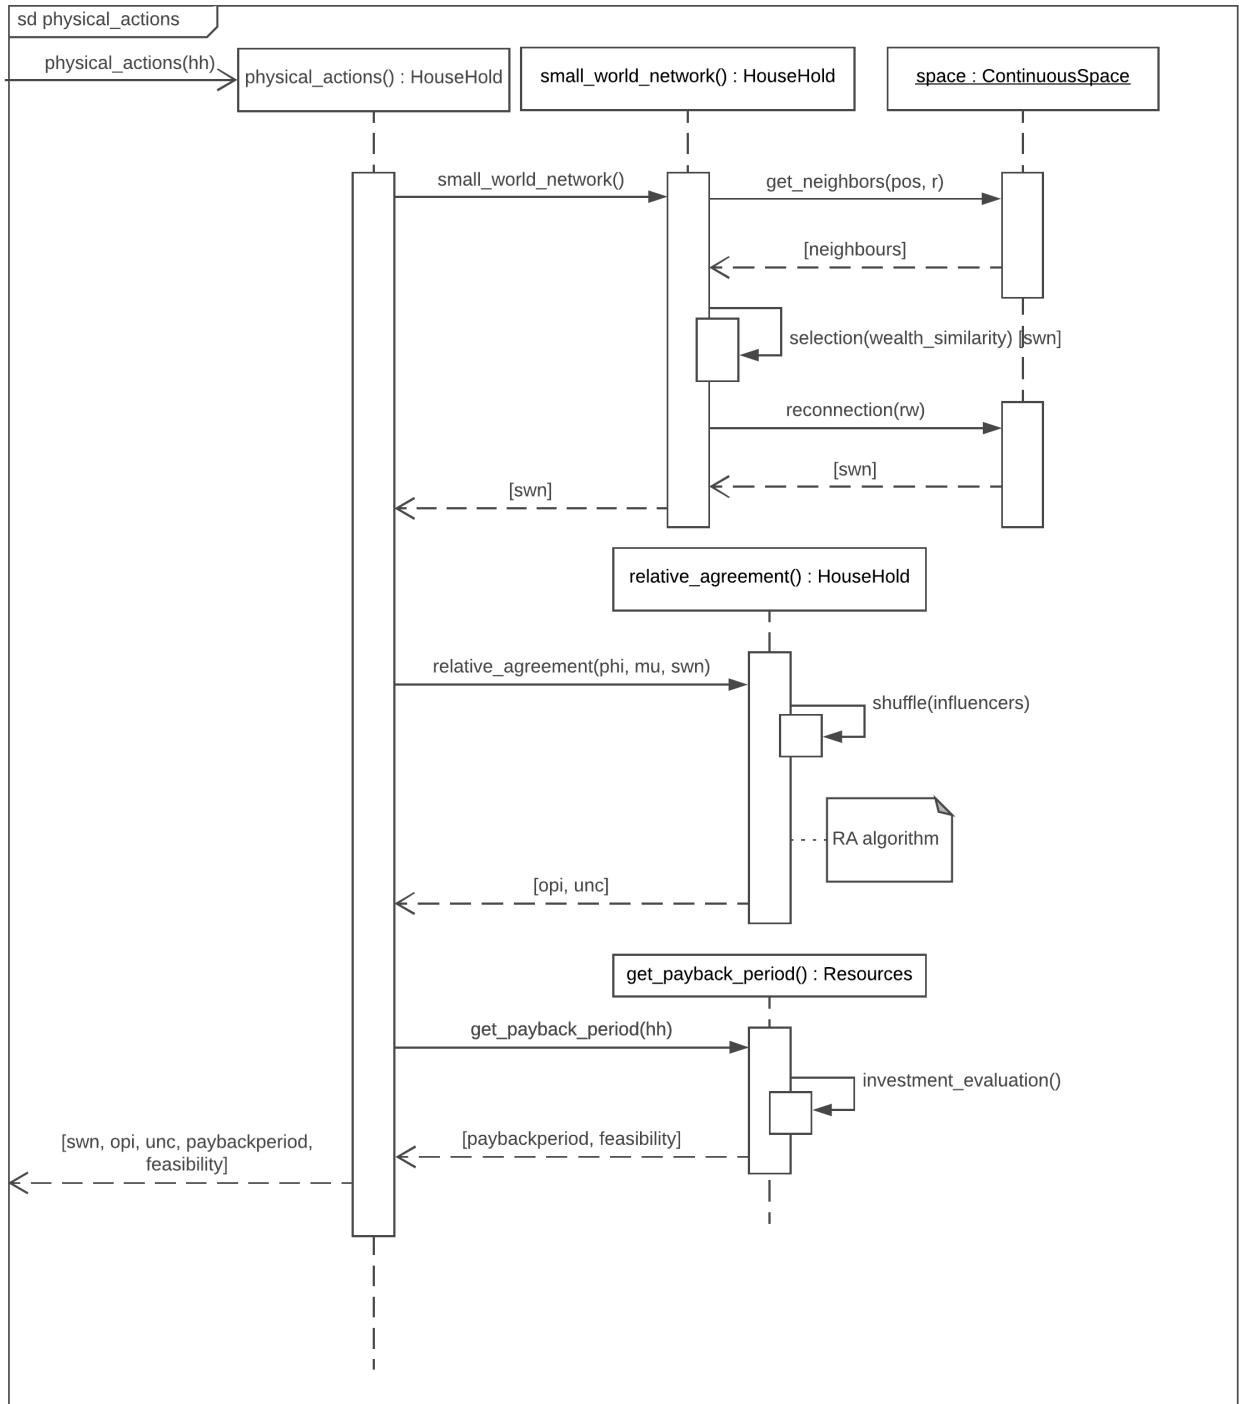 sd physical_actions
physical_actions(hh)
physical_actions() : HouseHold
small_world_network() : HouseHold
space : ContinuousSpace
small_world_network()
get_neighbors(pos, r)
[neighbours]
selection(wealth_similarity) [swn]
reconnection(rw)
[swn]
[swn]
relative_agreement() : HouseHold
relative_agreement(phi, mu, swn)
shuffle(influencers)
RA algorithm
[opi, unc]
get_payback_period() : Resources
get_payback_period(hh)
investment_evaluation()
[paybackperiod, feasibility]
[swn, opi, unc, paybackperiod,
feasibility]